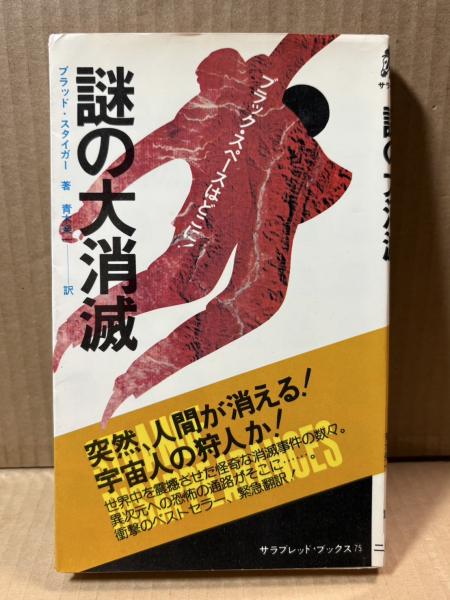 謎の大消滅
ブラッド・スタイガー 著
訳
ブラック・スペースはどこに?
突然、人間が消える!
宇宙人の狩人か!
世界中を震撼させた怪奇な消滅事件の数々。
異次元への恐怖の通路がそこに……。
衝撃のベストセラー、緊急翻訳!
サラブレッド・ブックス 75